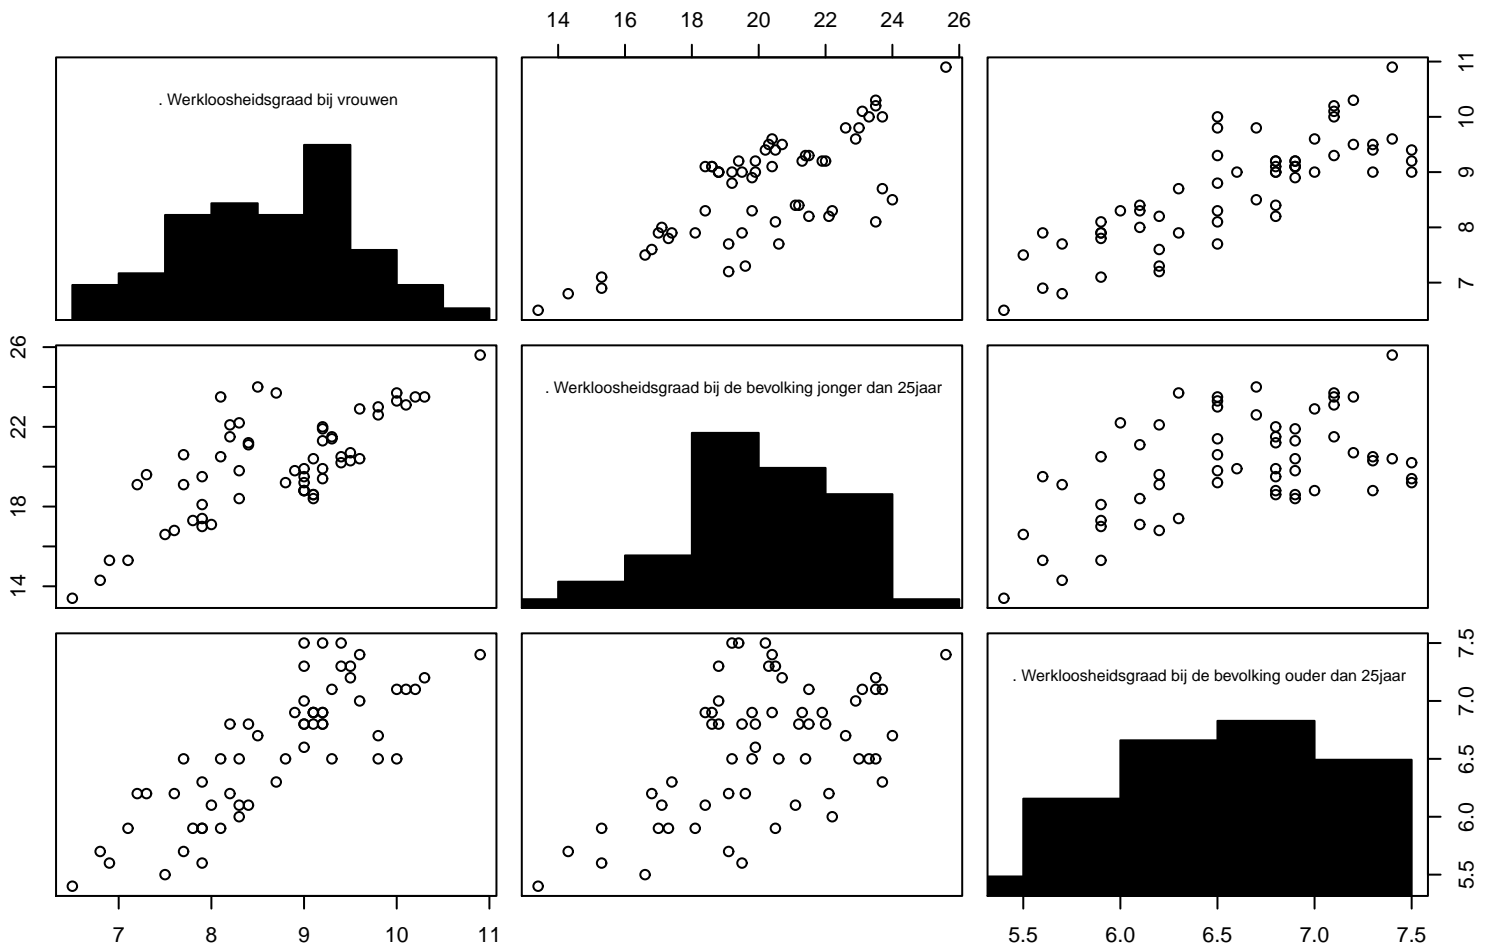 14 16 18 20 22 24 26
. Werkloosheidsgraad bij vrouwen
7 8 9 10 11
14 18 22 26
. Werkloosheidsgraad bij de bevolking jonger dan 25jaar
. Werkloosheidsgraad bij de bevolking ouder dan 25jaar
5.5 6.0 6.5 7.0 7.5
7 8 9 10 11
5.5 6.0 6.5 7.0 7.5